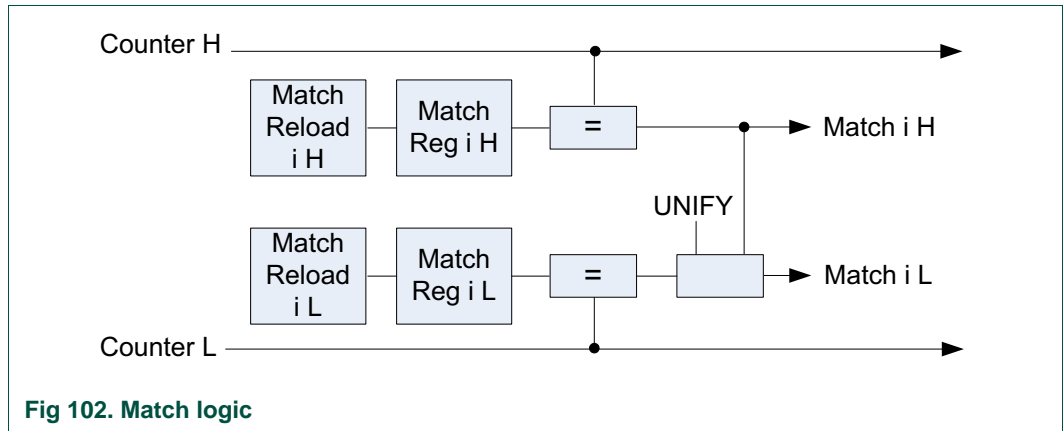 Counter H
Match
Reload
i H
Match
Reg i H
=
Match i H
UNIFY
Match
Reload
i L
Match
Reg i L
=
Match i L
Counter L
Fig 102. Match logic